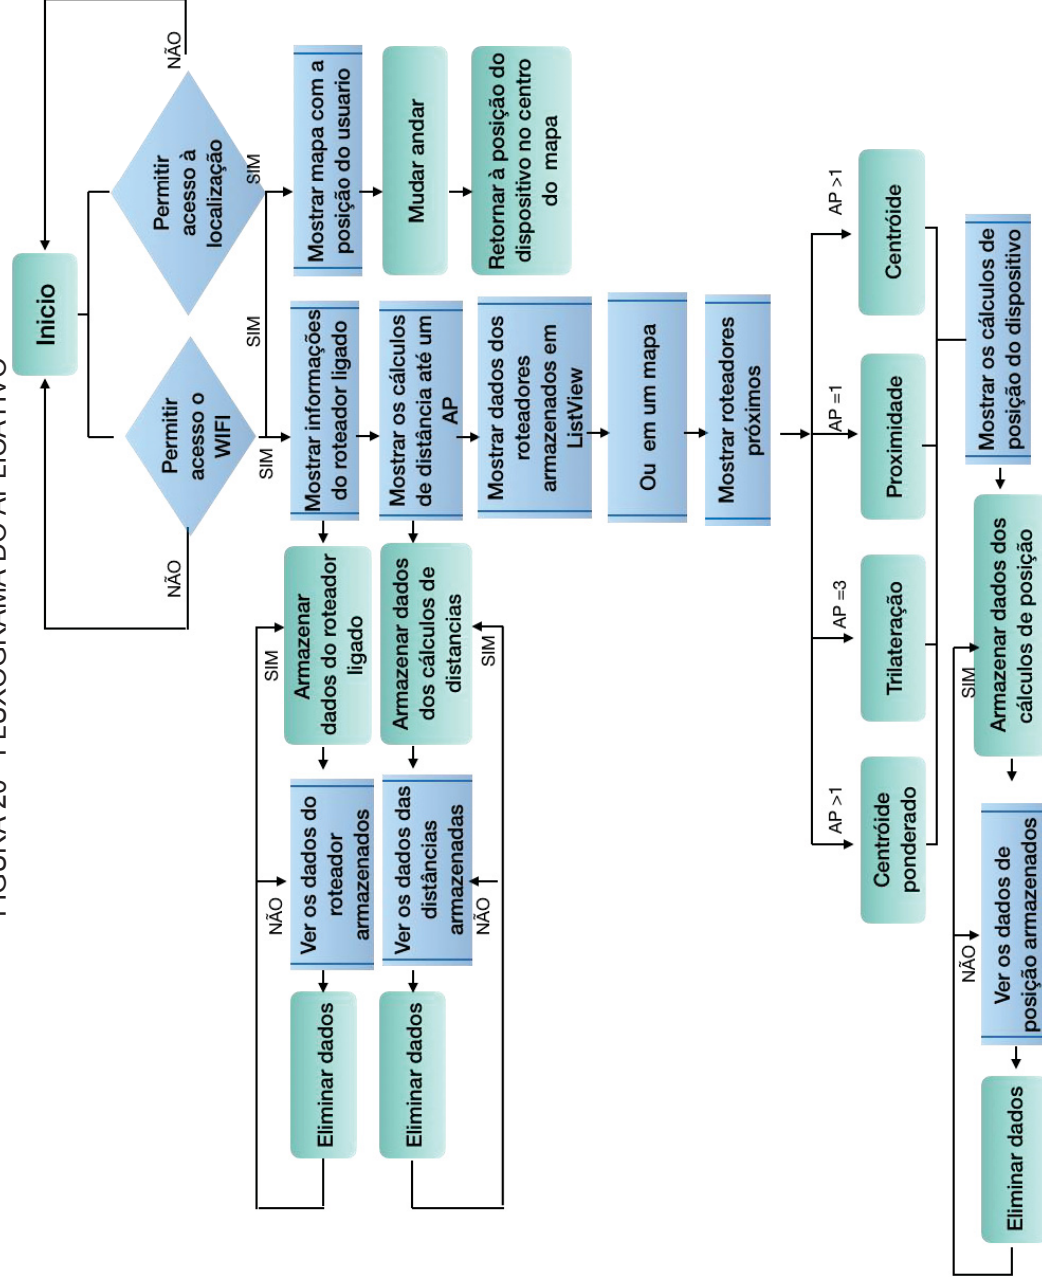 Inicio
NÃO
NÃO
Permitir
acesso o
WIFI
Permitir
acesso à
localização
SIM
SIM
SIM
Mostrar informações
do roteador ligado
Mostrar mapa com a
posição do usuario
Mudar andar
Retornar à posição do
dispositivo no centro
do mapa
Mostrar os cálculos
de distância até um
AP
Mostrar dados dos
roteadores
armazenados em
ListView
Ou em um mapa
Mostrar roteadores
próximos
Armazenar
dados do roteador
ligado
SIM
Ver os dados do
roteador
armazenados
NÃO
Eliminar dados
Armazenar dados
dos cálculos de
distancias
SIM
Ver os dados das
distâncias
armazenadas
NÃO
Eliminar dados
AP >1
AP =3
AP =1
AP >1
Centróide
ponderado
Trilateração
Proximidade
Centróide
Mostrar os cálculos de
posição do dispositivo
Armazenar dados dos
cálculos de posição
SIM
Ver os dados de
posição armazenados
NÃO
Eliminar dados